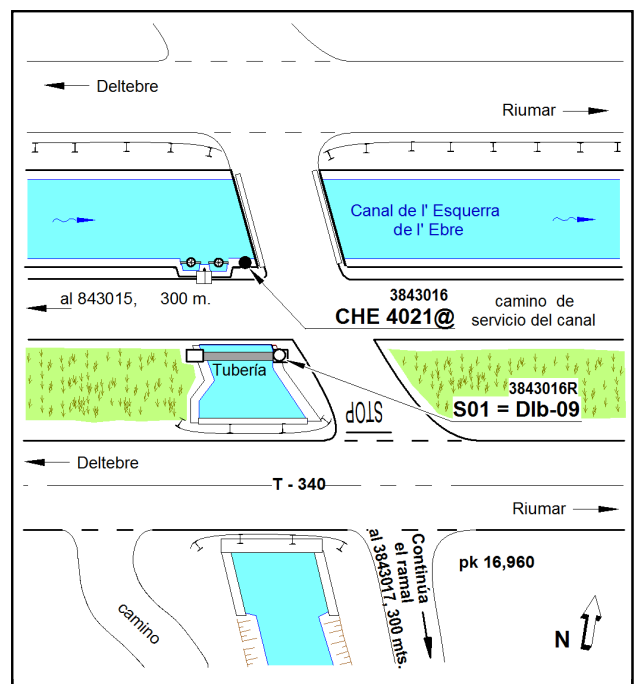 Deltebre
Riumar
Canal de l' Esquerra
de l' Ebre
al 843015, 300 m.
3843016
CHE 4021@
camino de
servicio del canal
Tubería
STOP
3843016R
S01 = Dlb-09
Deltebre
T - 340
Riumar
Continúa
el ramal
al 3843017, 300 mts.
pk 16,960
camino
N